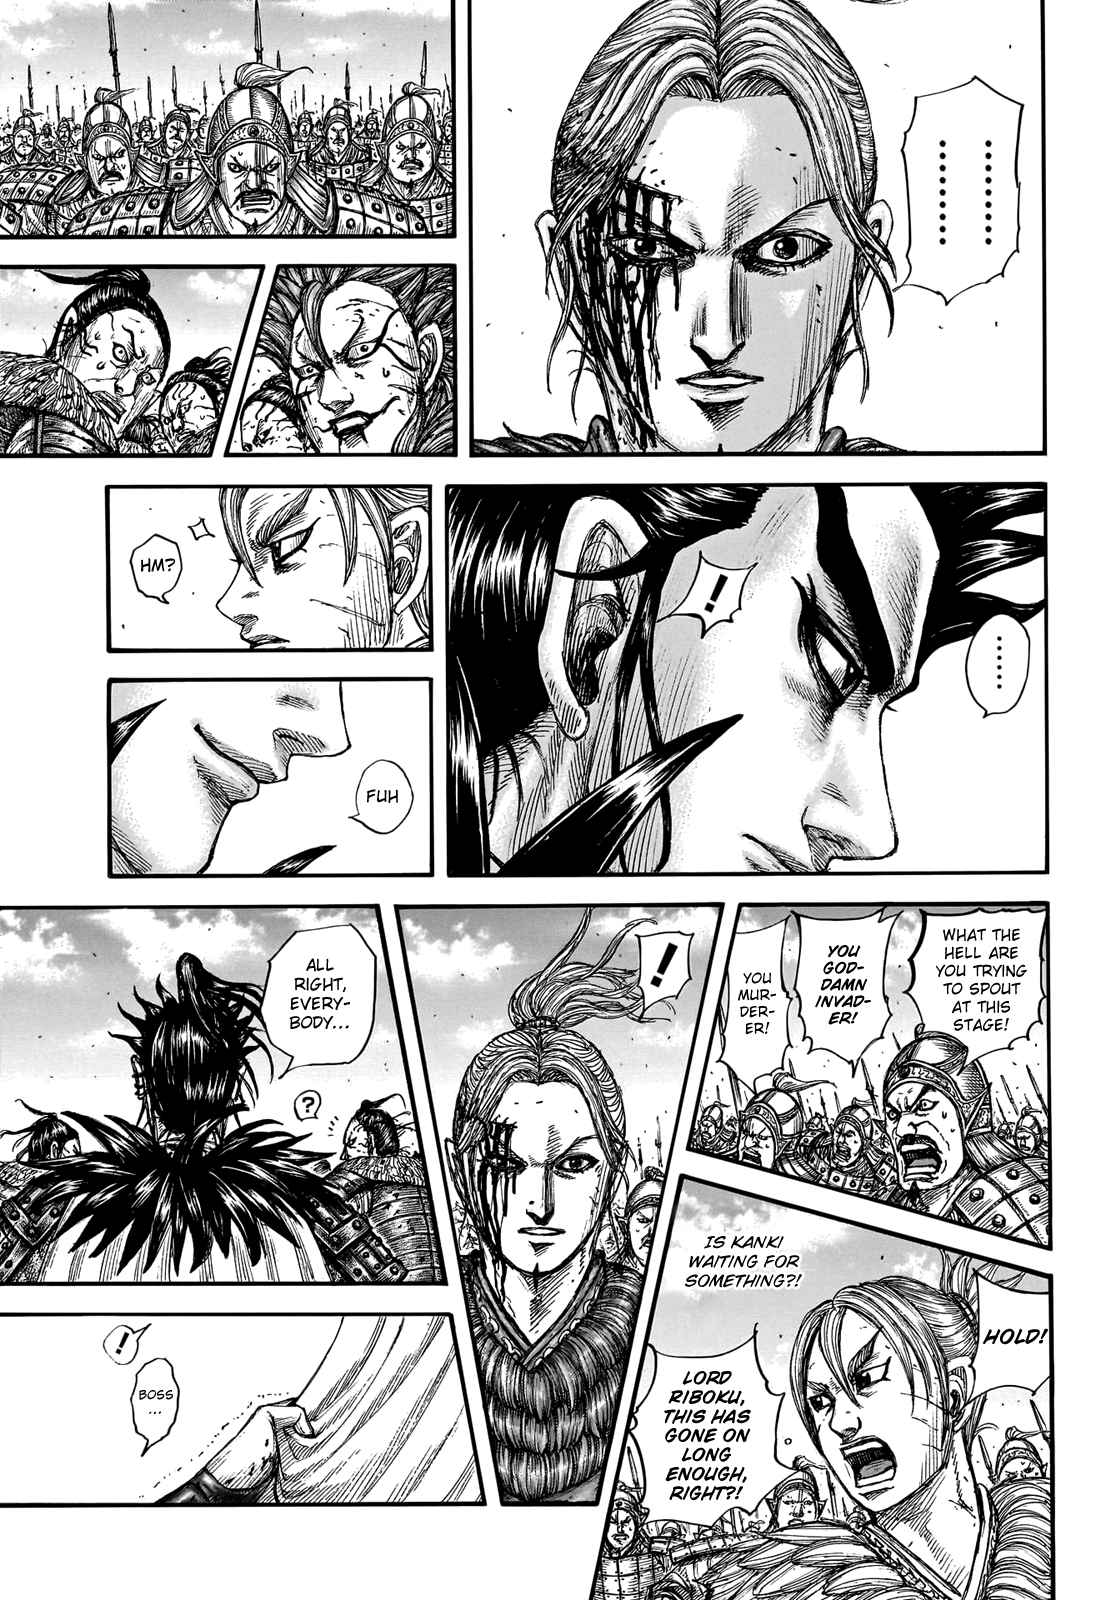 ............
!
......
HM?
FUH
WHAT THE
HELL ARE
YOU TRYING
TO SPOUT
AT THIS
STAGE!
YOU
GOD-
DAMN
INVAD-
ER!
YOU
MUR-
DER-
ER!
HOLD!
IS KANKI
WAITING FOR
SOMETHING?!
LORD
RIBOKU,
THIS HAS
GONE ON
LONG
ENOUGH,
RIGHT?!
!
ALL
RIGHT,
EVERY-
BODY...
?
!
BOSS
...